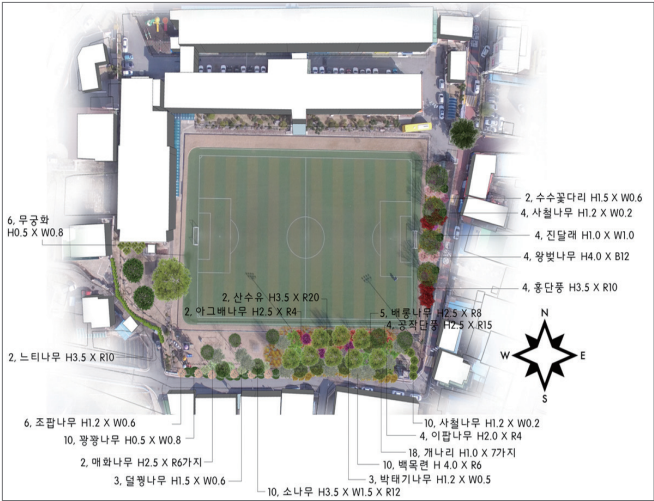 2, 수수꽃다리 H1.5 X W0.6
4, 사철나무 H1.2 X W0.2
6, 무궁화
H0.5 X W0.8
4, 진달래 H1.0 X W1.0
4, 왕벚나무 H4.0 X B12
4, 홍단풍 H3.5 X R10
2, 산수유 H3.5 X R20
2, 아그배나무 H2.5 X R4
5, 배롱나무 H2.5 X R8
4, 공작단풍 H2.5 X R15
N
W
E
S
2, 느티나무 H3.5 X R10
6, 조팝나무 H1.2 X W0.6
10, 사철나무 H1.2 X W0.2
10, 꽝꽝나무 H0.5 X W0.8
4, 이팝나무 H2.0 X R4
18, 개나리 H1.0 X 7가지
2, 매화나무 H2.5 X R6가지
10, 백목련 H 4.0 X R6
3, 덜꿩나무 H1.5 X W0.6
3, 박태기나무 H1.2 X W0.5
10, 소나무 H3.5 X W1.5 X R12